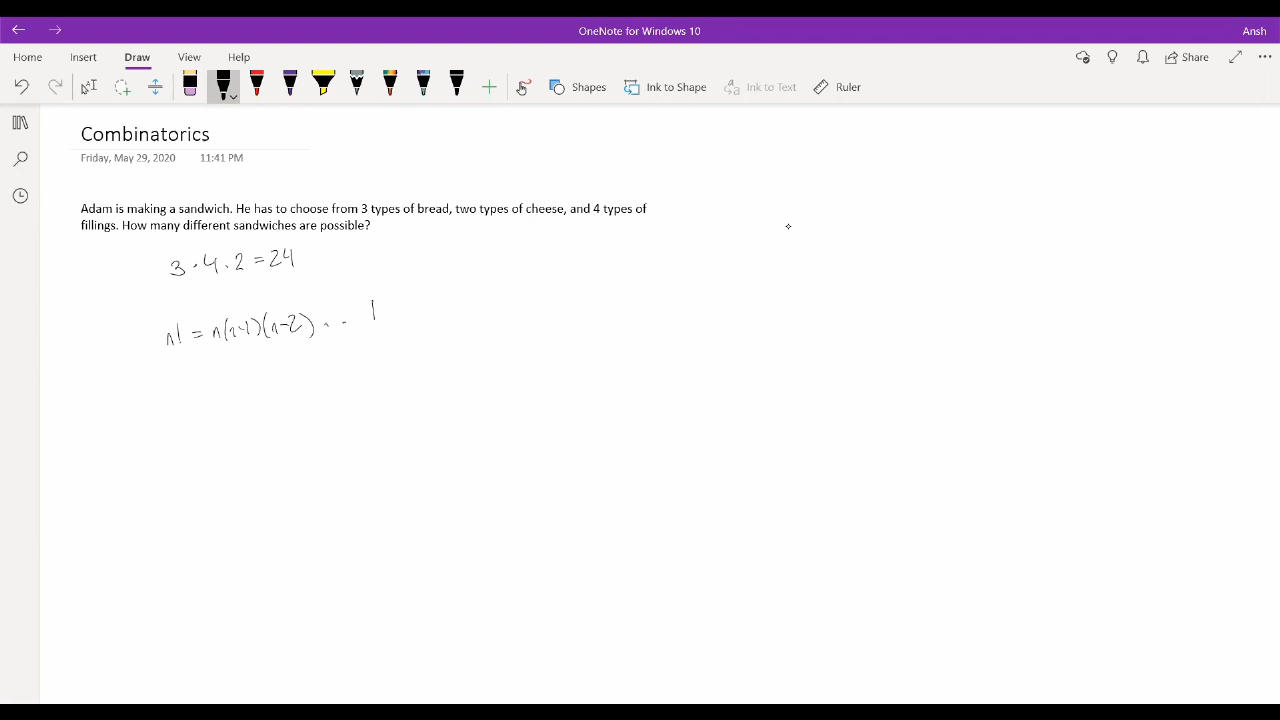 OneNote for Windows 10
Ansh
Home Insert Draw View Help
Share
Shapes Ink to Shape Ink to Text Ruler
Combinatorics
Friday, May 29, 2020 11:41 PM
Adam is making a sandwich. He has to choose from 3 types of bread, two types of cheese, and 4 types of
fillings. How many different sandwiches are possible?
3 · 4 · 2 = 24
n! = n(n-1)(n-2) . .. 1